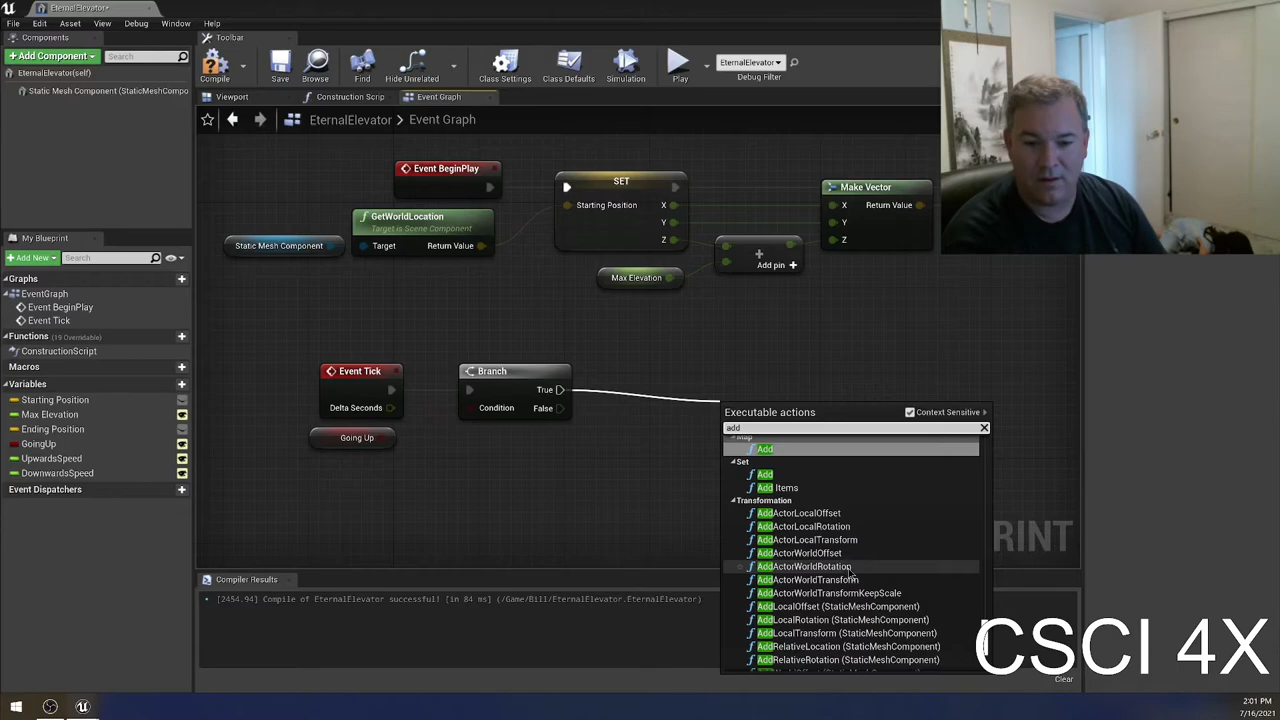 EternalElevator*
File Edit Asset View Debug Window Help
Components
Toolbar
+ Add Component
Search
EternalElevator(self)
Static Mesh Component (StaticMeshCompo
Compile
Save
Browse
Find
Hide Unrelated
Class Settings
Class Defaults
Simulation
Play
EternalElevator
Debug Filter
Viewport
Construction Scrip
Event Graph
EternalElevator > Event Graph
Event BeginPlay
SET
Starting Position
X
Y
Z
Make Vector
X
Return Value
Y
Z
GetWorldLocation
Target is Scene Component
Target
Return Value
Static Mesh Component
Add pin +
Max Elevation
My Blueprint
+ Add New
Search
Graphs
EventGraph
Event BeginPlay
Event Tick
Functions (19 Overridable)
ConstructionScript
Macros
Variables
Starting Position
Max Elevation
Ending Position
GoingUp
UpwardsSpeed
DownwardsSpeed
Event Dispatchers
Event Tick
Delta Seconds
Going Up
Branch
True
Condition
False
Executable actions
Context Sensitive
add
Map
Add
Set
Add
Add Items
Transformation
AddActorLocalOffset
AddActorLocalRotation
AddActorLocalTransform
AddActorWorldOffset
AddActorWorldRotation
AddActorWorldTransform
AddActorWorldTransformKeepScale
AddLocalOffset (StaticMeshComponent)
AddLocalRotation (StaticMeshComponent)
AddLocalTransform (StaticMeshComponent)
AddRelativeLocation (StaticMeshComponent)
AddRelativeRotation (StaticMeshComponent)
RINT
Compiler Results
[2454.94] Compile of EternalElevator successful! [in 84 ms] (/Game/Bill/EternalElevator.EternalElevator)
CSCI 4X
Clear
2:01 PM
7/16/2021